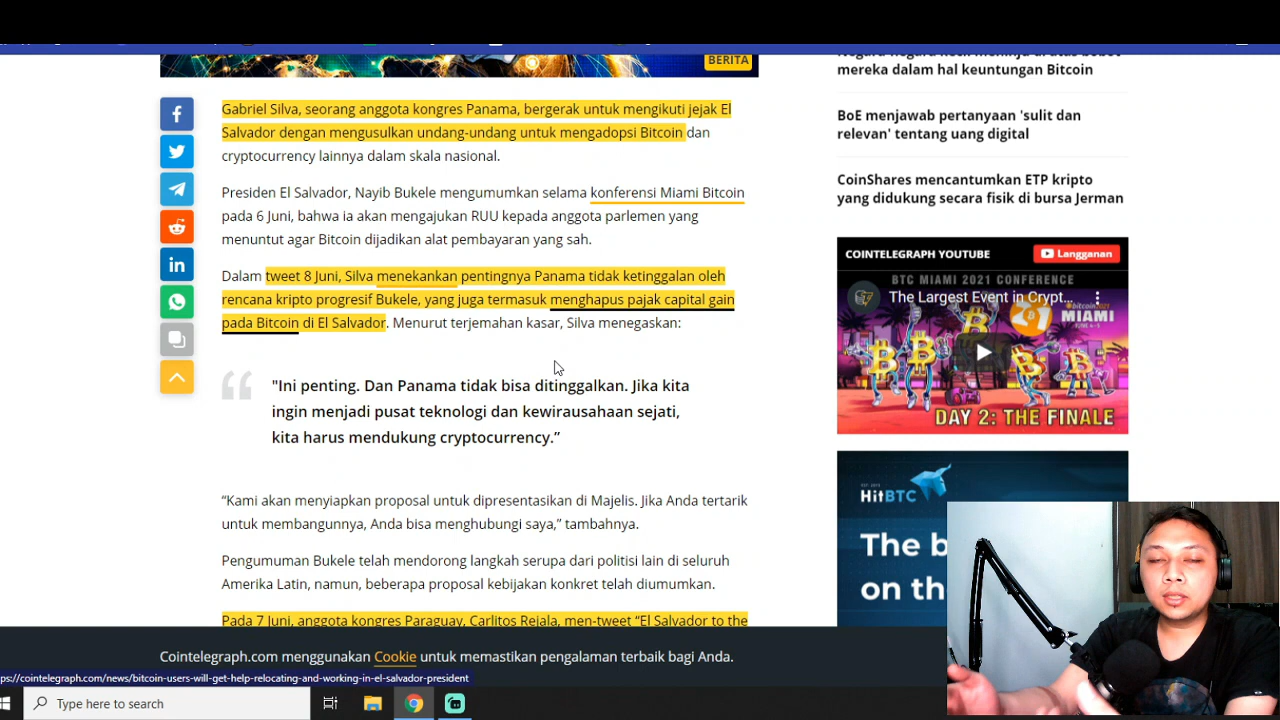 BERITA
Gabriel Silva, seorang anggota kongres Panama, bergerak untuk mengikuti jejak El
Salvador dengan mengusulkan undang-undang untuk mengadopsi Bitcoin dan
cryptocurrency lainnya dalam skala nasional.
Presiden El Salvador, Nayib Bukele mengumumkan selama konferensi Miami Bitcoin
pada 6 Juni, bahwa ia akan mengajukan RUU kepada anggota parlemen yang
menuntut agar Bitcoin dijadikan alat pembayaran yang sah.
Dalam tweet 8 Juni, Silva menekankan pentingnya Panama tidak ketinggalan oleh
rencana kripto progresif Bukele, yang juga termasuk menghapus pajak capital gain
pada Bitcoin di El Salvador. Menurut terjemahan kasar, Silva menegaskan:
"Ini penting. Dan Panama tidak bisa ditinggalkan. Jika kita
ingin menjadi pusat teknologi dan kewirausahaan sejati,
kita harus mendukung cryptocurrency.”
“Kami akan menyiapkan proposal untuk dipresentasikan di Majelis. Jika Anda tertarik
untuk membangunnya, Anda bisa menghubungi saya,” tambahnya.
Pengumuman Bukele telah mendorong langkah serupa dari politisi lain di seluruh
Amerika Latin, namun, beberapa proposal kebijakan konkret telah diumumkan.
Pada 7 Juni, anggota kongres Paraguay, Carlitos Rejala, men-tweet “El Salvador to the
mereka dalam hal keuntungan Bitcoin
BoE menjawab pertanyaan 'sulit dan
relevan' tentang uang digital
CoinShares mencantumkan ETP kripto
yang didukung secara fisik di bursa Jerman
COINTELEGRAPH YOUTUBE
Langganan
BTC MIAMI 2021 CONFERENCE
The Largest Event in Crypt...
MIAMI
DAY 2: THE FINALE
HitBTC
The b
on th
Cointelegraph.com menggunakan Cookie untuk memastikan pengalaman terbaik bagi Anda.
ps://cointelegraph.com/news/bitcoin-users-will-get-help-relocating-and-working-in-el-salvador-president
Type here to search